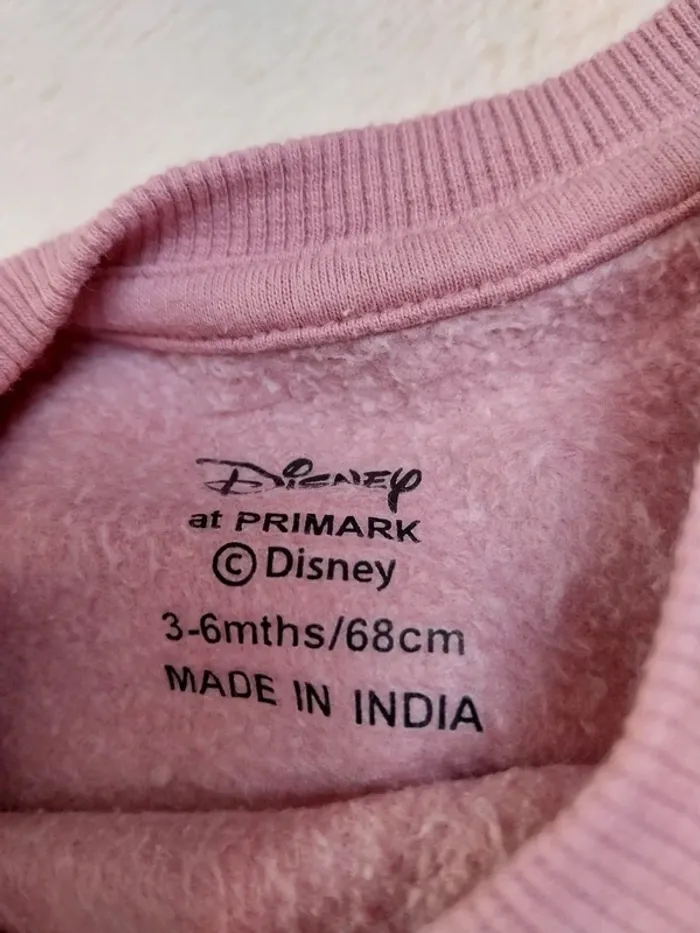 Disney
at PRIMARK
© Disney
3-6mths/68cm
MADE IN INDIA